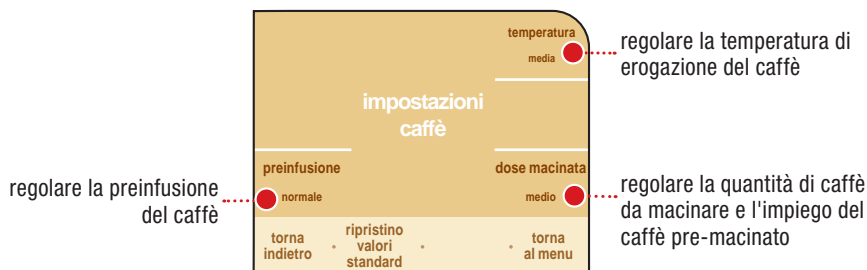 temperatura
media
regolare la temperatura di
erogazione del caffè
impostazioni
caffè
regolare la preinfusione
del caffè
preinfusione
normale
dose macinata
medio
regolare la quantità di caffè
da macinare e l'impiego del
caffè pre-macinato
torna
indietro
ripristino
valori
standard
torna
al menu